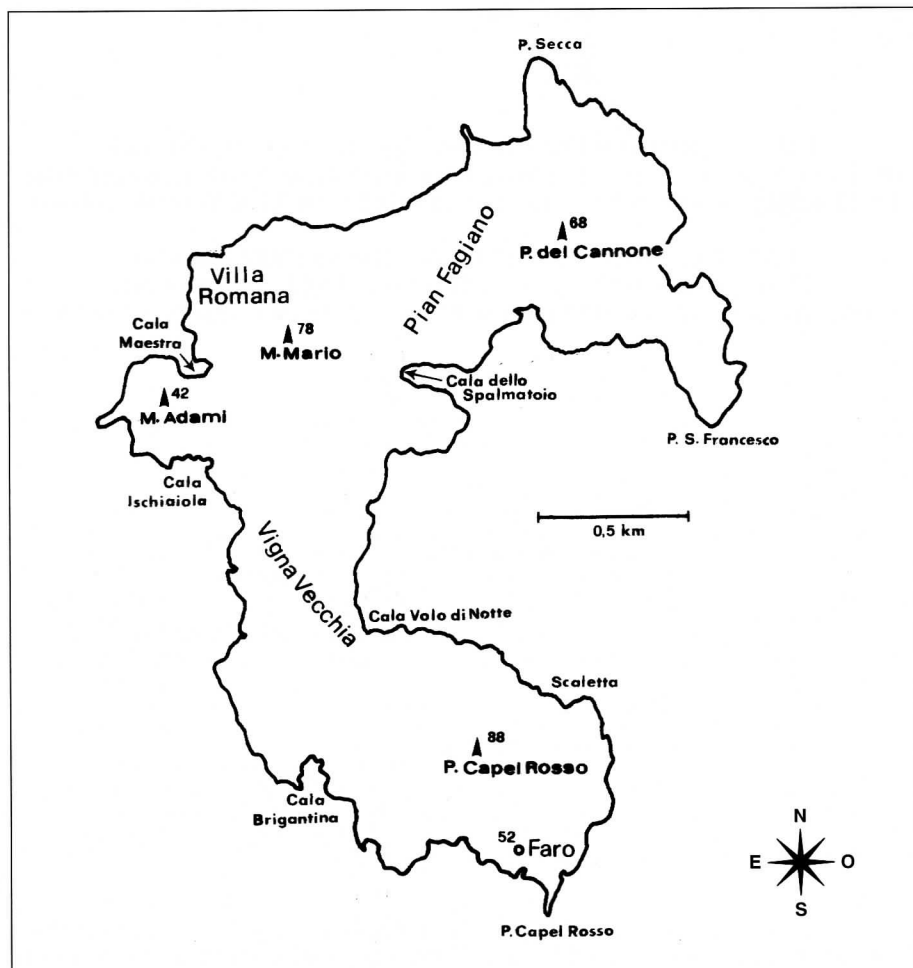 P. Secca
68
P. del Cannone
Pian Fagiano
Villa
Romana
Cala
Maestra
78
M. Mario
42
M. Adami
Cala dello
Spalmatoio
P. S. Francesco
Cala
Ischiaiola
0,5 km
Vigna Vecchia
Cala Volo di Notte
Scaletta
88
P. Capel Rosso
Cala
Brigantina
52
Faro
P. Capel Rosso
N
E
O
S